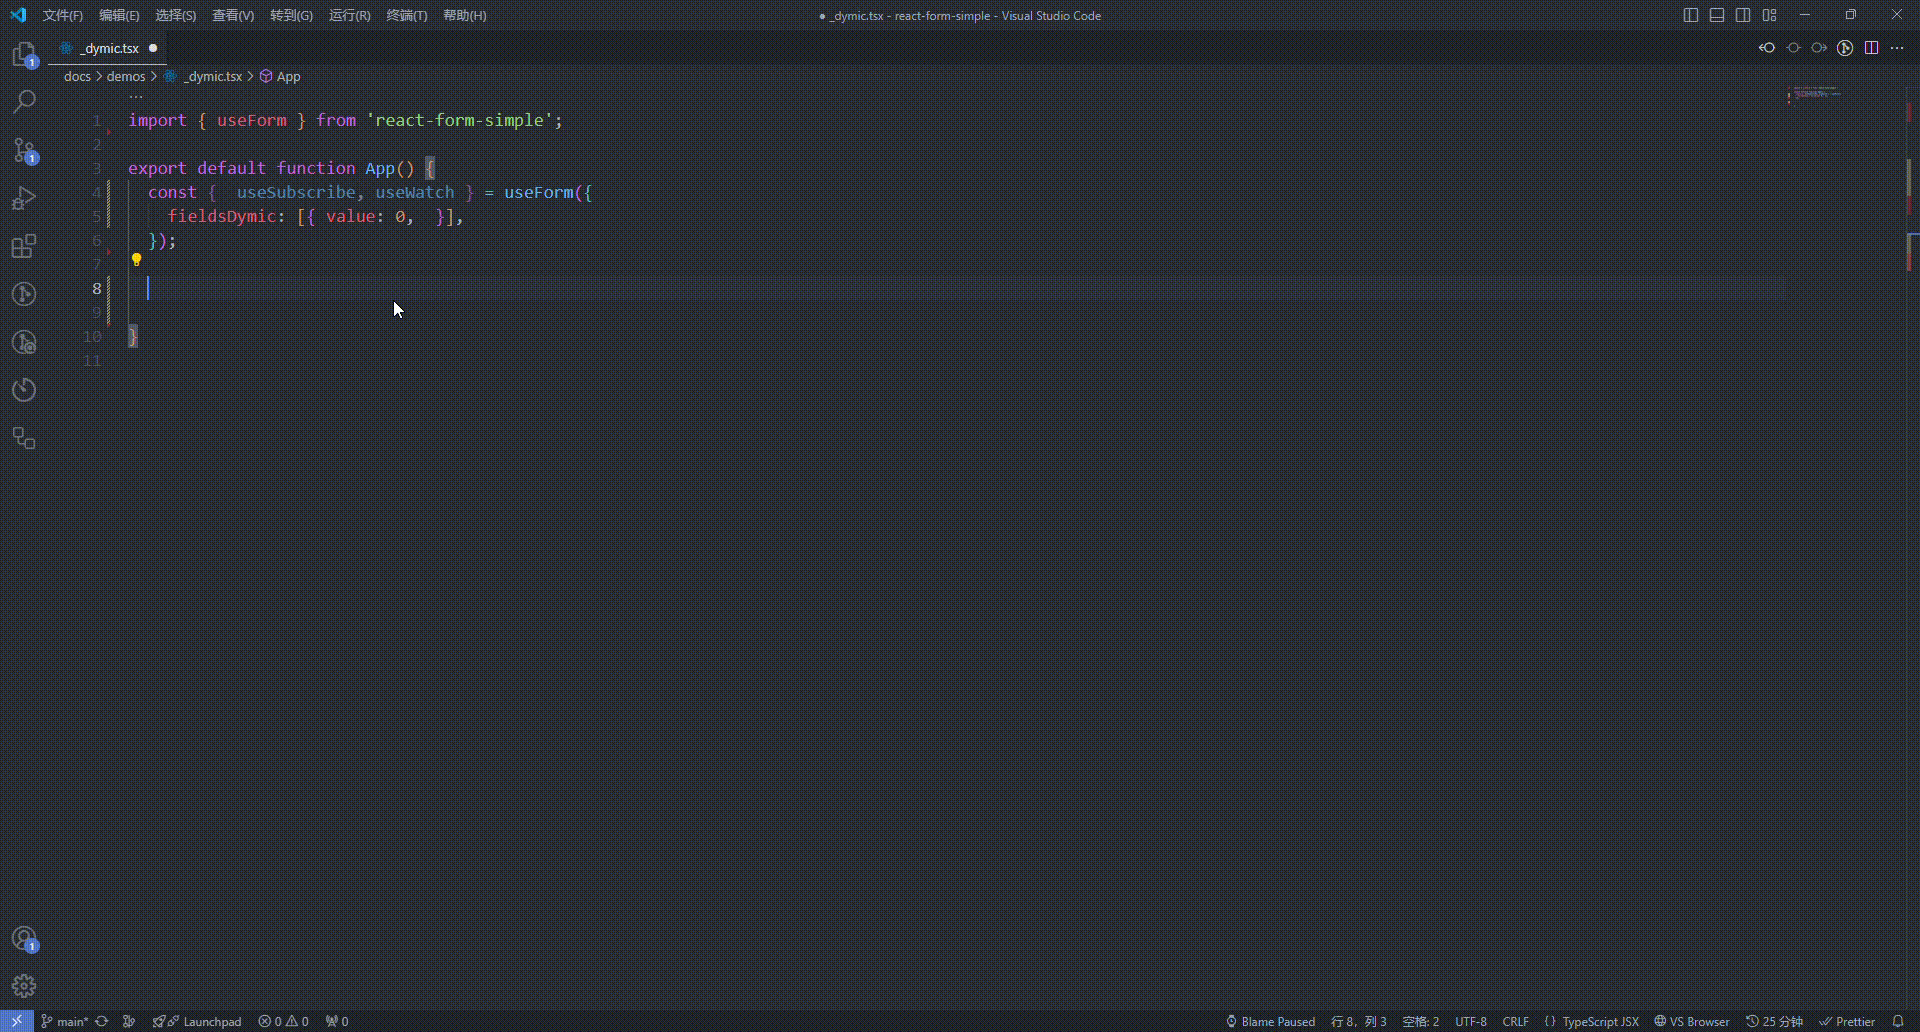 文件(F) 编辑(E) 选择(S) 查看(V) 转到(G) 运行(R) 终端(T) 帮助(H)
● _dymic.tsx - react-form-simple - Visual Studio Code
_dymic.tsx ●
docs > demos > _dymic.tsx > App
...
1 import { useForm } from 'react-form-simple';
2
3 export default function App() {
4 const {  useSubscribe, useWatch } = useForm({
5 fieldsDymic: [{ value: 0,  }],
6 });
7
8
9
10 }
11
1
1
1
main* Launchpad 0 0 0
Blame Paused 行 8，列 3 空格: 2 UTF-8 CRLF {} TypeScript JSX VS Browser 25 分钟 Prettier